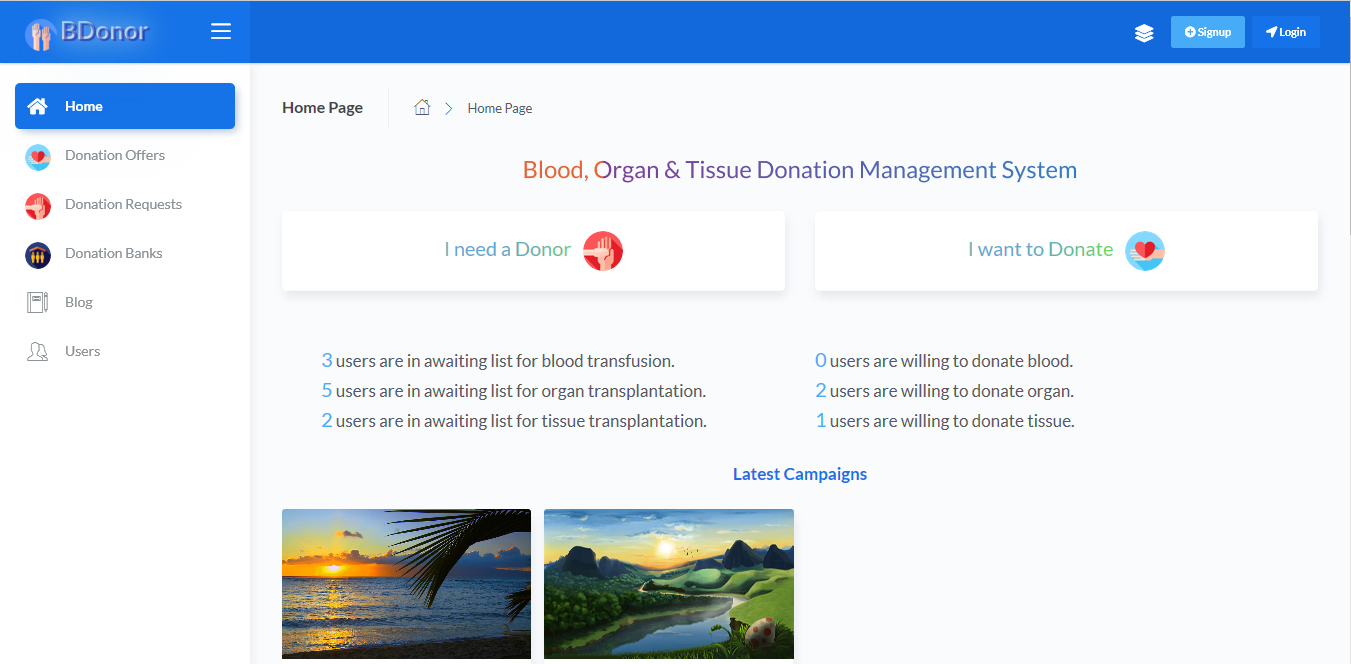 BDonor
Signup
Login
Home
Donation Offers
Donation Requests
Donation Banks
Blog
Users
Home Page
Home Page
Blood, Organ & Tissue Donation Management System
I need a Donor
I want to Donate
3 users are in awaiting list for blood transfusion.
5 users are in awaiting list for organ transplantation.
2 users are in awaiting list for tissue transplantation.
0 users are willing to donate blood.
2 users are willing to donate organ.
1 users are willing to donate tissue.
Latest Campaigns